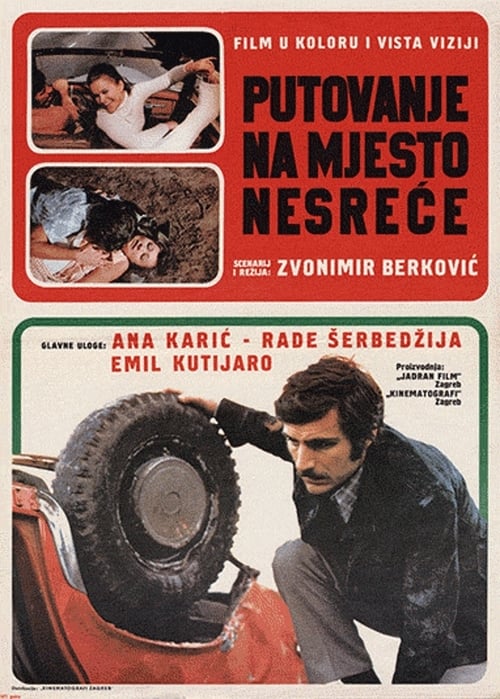 FILM U KOLORU I VISTA VIZIJI
PUTOVANJE
NA MJESTO
NESREĆE
SCENARIJ
I REŽIJA: ZVONIMIR BERKOVIĆ
GLAVNE ULOGE: ANA KARIĆ - RADE ŠERBEDŽIJA
EMIL KUTIJARO
Proizvodnja:
„JADRAN FILM"
Zagreb
„KINEMATOGRAFI"
Zagreb
Distribucija: „KINEMATOGRAFI ZAGREB"